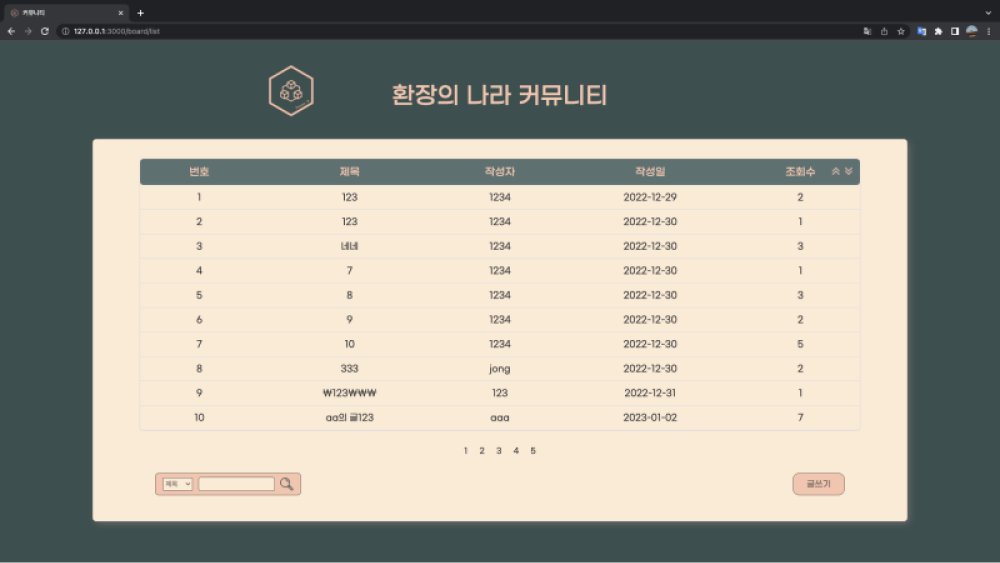 커뮤니티
127.0.0.1:3000/board/list
환장의 나라 커뮤니티
번호 제목 작성자 작성일 조회수
1 123 1234 2022-12-29 2
2 123 1234 2022-12-30 1
3 네네 1234 2022-12-30 3
4 7 1234 2022-12-30 1
5 8 1234 2022-12-30 3
6 9 1234 2022-12-30 2
7 10 1234 2022-12-30 5
8 333 jong 2022-12-30 2
9 ₩123₩₩₩ 123 2022-12-31 1
10 aa의 글123 aaa 2023-01-02 7
1 2 3 4 5
제목
글쓰기